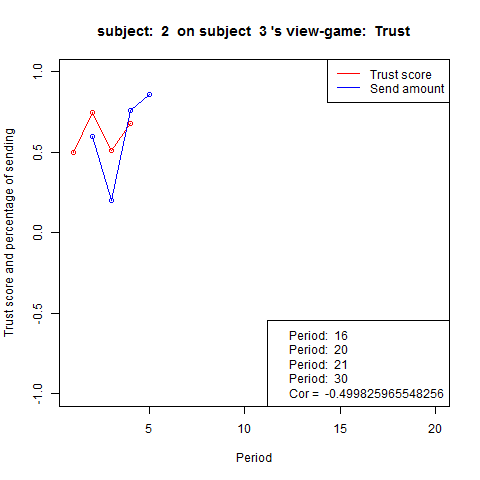 subject:  2  on subject  3 's view-game:  Trust
Trust score
Send amount
Trust score and percentage of sending
1.0
0.5
0.0
-0.5
-1.0
Period:  16
Period:  20
Period:  21
Period:  30
Cor =  -0.499825965548256
5
10
15
20
Period